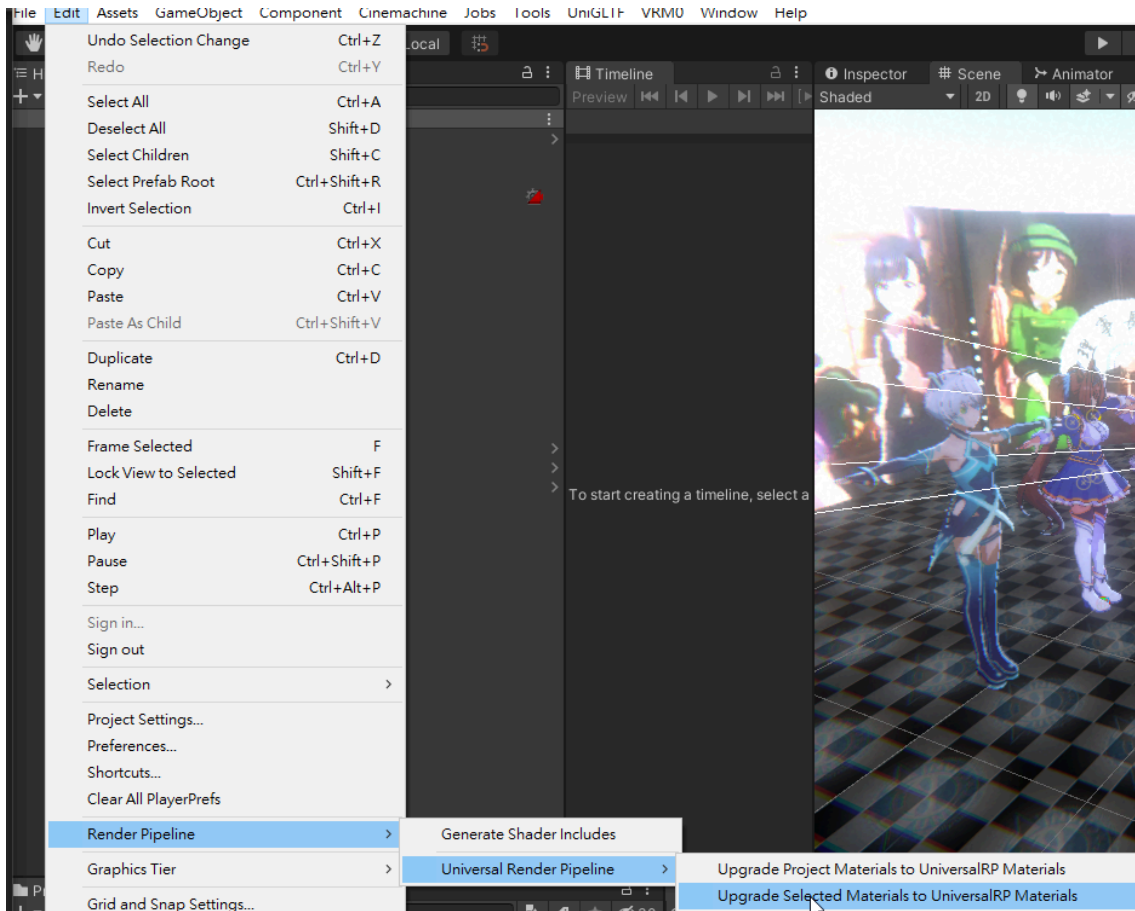 File Edit Assets GameObject Component Cinemachine Jobs Tools UniGLTF VRM0 Window Help
Undo Selection Change Ctrl+Z
Redo Ctrl+Y
Select All Ctrl+A
Deselect All Shift+D
Select Children Shift+C
Select Prefab Root Ctrl+Shift+R
Invert Selection Ctrl+I
Cut Ctrl+X
Copy Ctrl+C
Paste Ctrl+V
Paste As Child Ctrl+Shift+V
Duplicate Ctrl+D
Rename
Delete
Frame Selected F
Lock View to Selected Shift+F
Find Ctrl+F
Play Ctrl+P
Pause Ctrl+Shift+P
Step Ctrl+Alt+P
Sign in...
Sign out
Selection
Project Settings...
Preferences...
Shortcuts...
Clear All PlayerPrefs
Render Pipeline
Graphics Tier
Grid and Snap Settings...
Generate Shader Includes
Universal Render Pipeline
Upgrade Project Materials to UniversalRP Materials
Upgrade Selected Materials to UniversalRP Materials
Local
H
Timeline
Preview
To start creating a timeline, select a
Inspector Scene Animator
Shaded 2D